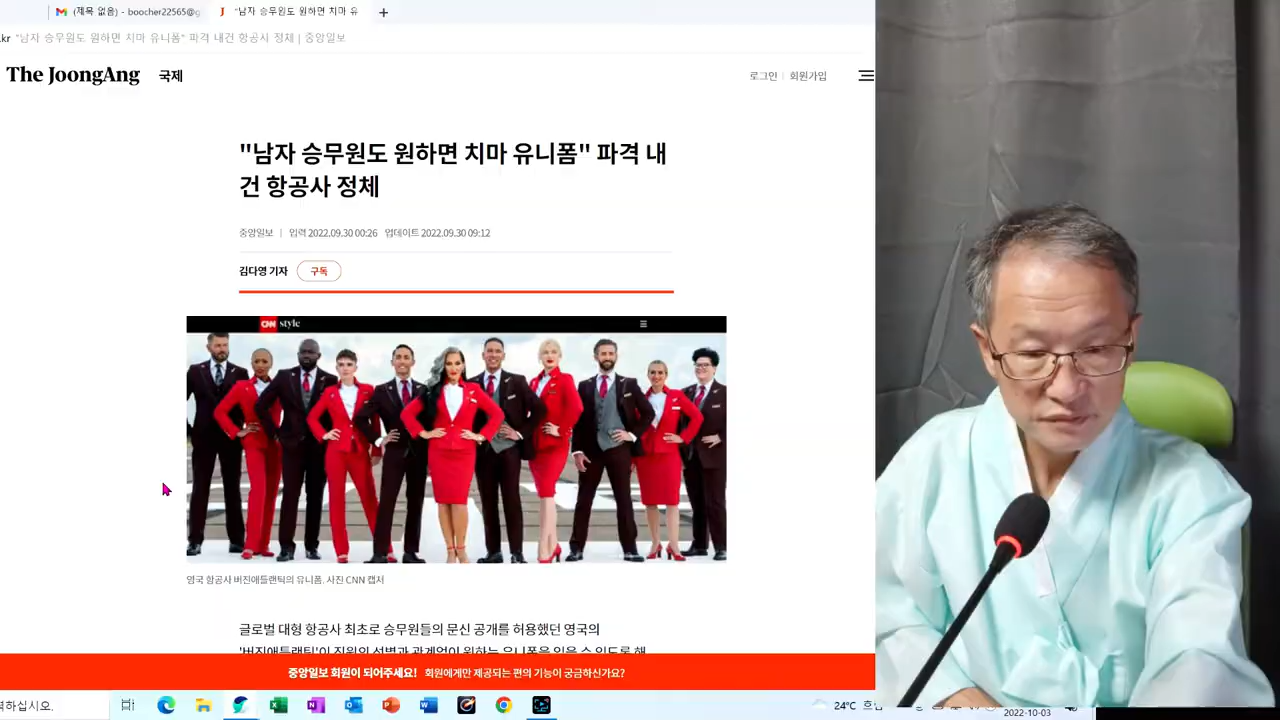 (제목 없음) - boocher22565@g
"남자 승무원도 원하면 치마 유
.kr "남자 승무원도 원하면 치마 유니폼" 파격 내건 항공사 정체 | 중앙일보
The JoongAng 국제
로그인 | 회원가입
"남자 승무원도 원하면 치마 유니폼" 파격 내
건 항공사 정체
중앙일보 | 입력 2022.09.30 00:26 업데이트 2022.09.30 09:12
김다영 기자 구독
CNN style
영국 항공사 버진애틀랜틱의 유니폼. 사진 CNN 캡처
글로벌 대형 항공사 최초로 승무원들의 문신 공개를 허용했던 영국의
'버진애틀랜틱'이 직원의 성별과 관계없이 원하는 유니폼을 입을 수 있도록 해
중앙일보 회원이 되어주세요! 회원에게만 제공되는 편의 기능이 궁금하신가요?
력하십시오.
24°C
2022-10-03